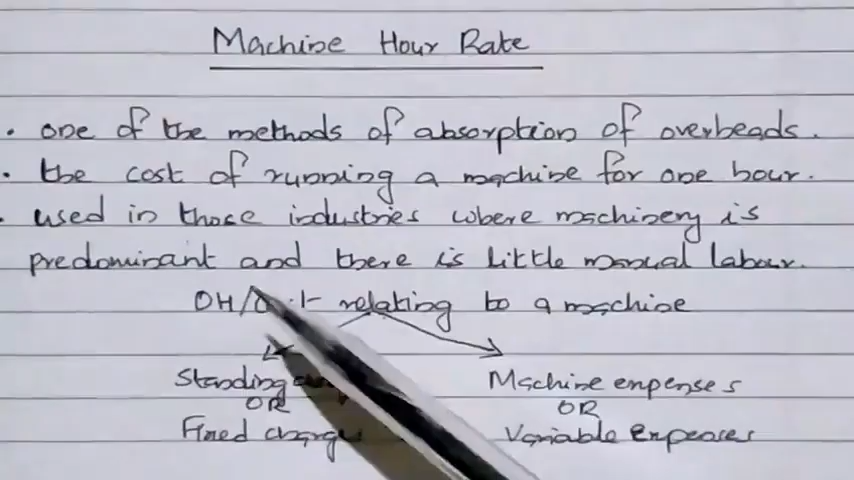 Machine Hour Rate
• one of the methods of absorption of overheads.
• the cost of running a machine for one hour.
• used in those industries where machinery is
predominant and there is little manual labour.
OH/ relating to a machine
Standing
Machine expenses
OR
OR
Fixed charges
Variable expenses